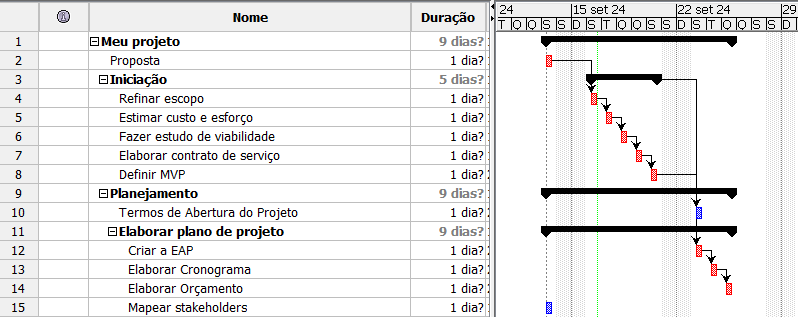 Nome Duração 24 15 set 24 22 set 24 29
T Q Q S S D S T Q Q S S D S T Q Q S S D
1 Meu projeto 9 dias?
2 Proposta 1 dia?
3 Iniciação 5 dias?
4 Refinar escopo 1 dia?
5 Estimar custo e esforço 1 dia?
6 Fazer estudo de viabilidade 1 dia?
7 Elaborar contrato de serviço 1 dia?
8 Definir MVP 1 dia?
9 Planejamento 9 dias?
10 Termos de Abertura do Projeto 1 dia?
11 Elaborar plano de projeto 9 dias?
12 Criar a EAP 1 dia?
13 Elaborar Cronograma 1 dia?
14 Elaborar Orçamento 1 dia?
15 Mapear stakeholders 1 dia?